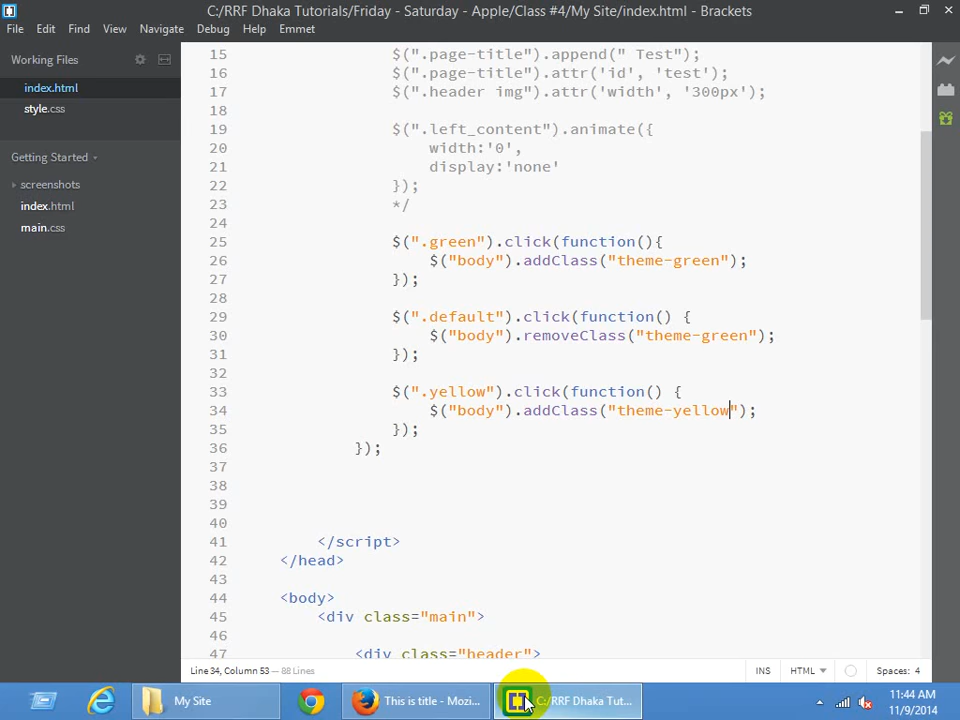 C:/RRF Dhaka Tutorials/Friday - Saturday - Apple/Class #4/My Site/index.html - Brackets
File Edit Find View Navigate Debug Help Emmet
Working Files
index.html
style.css
Getting Started
screenshots
index.html
main.css
15 $(".page-title").append(" Test");
16 $(".page-title").attr('id', 'test');
17 $(".header img").attr('width', '300px');
18
19 $(".left_content").animate({
20 width:'0',
21 display:'none'
22 });
23 */
24
25 $(".green").click(function(){
26 $("body").addClass("theme-green");
27 });
28
29 $(".default").click(function() {
30 $("body").removeClass("theme-green");
31 });
32
33 $(".yellow").click(function() {
34 $("body").addClass("theme-yellow");
35 });
36 });
37
38
39
40
41 </script>
42 </head>
43
44 <body>
45 <div class="main">
46
47 <div class="header">
Line 34, Column 53 — 88 Lines INS HTML Spaces: 4
My Site This is title - Mozi... C:/RRF Dhaka Tut... 11:44 AM
11/9/2014